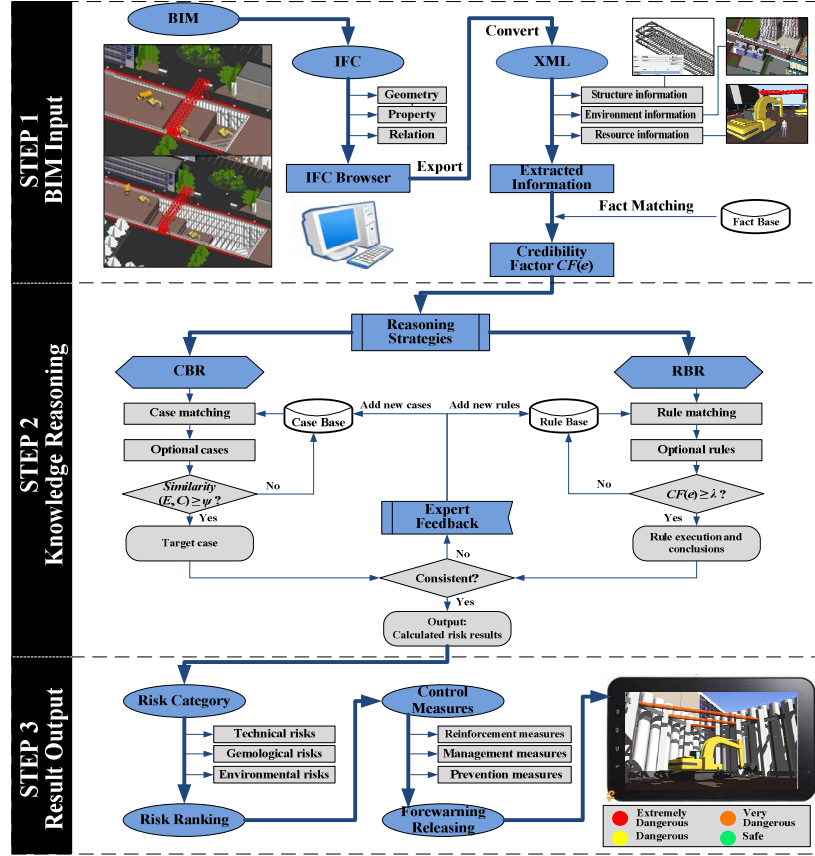 STEP 1
BIM Input
BIM
IFC
Geometry
Property
Relation
IFC Browser
Export
Convert
XML
Structure information
Environment information
Resource information
Extracted
Information
Fact Matching
Fact Base
Credibility
Factor CF(e)
STEP 2
Knowledge Reasoning
Reasoning
Strategies
CBR
Case matching
Optional cases
Similarity
(E, C) ≥ ψ ?
Yes
No
Target case
Case Base
Add new cases
Add new rules
Rule Base
RBR
Rule matching
Optional rules
CF(e) ≥ λ ?
No
Yes
Rule execution and
conclusions
Expert
Feedback
No
Consistent?
Yes
Output:
Calculated risk results
STEP 3
Result Output
Risk Category
Technical risks
Gemological risks
Environmental risks
Risk Ranking
Control
Measures
Reinforcement measures
Management measures
Prevention measures
Forewarning
Releasing
Extremely
Dangerous
Very
Dangerous
Dangerous
Safe